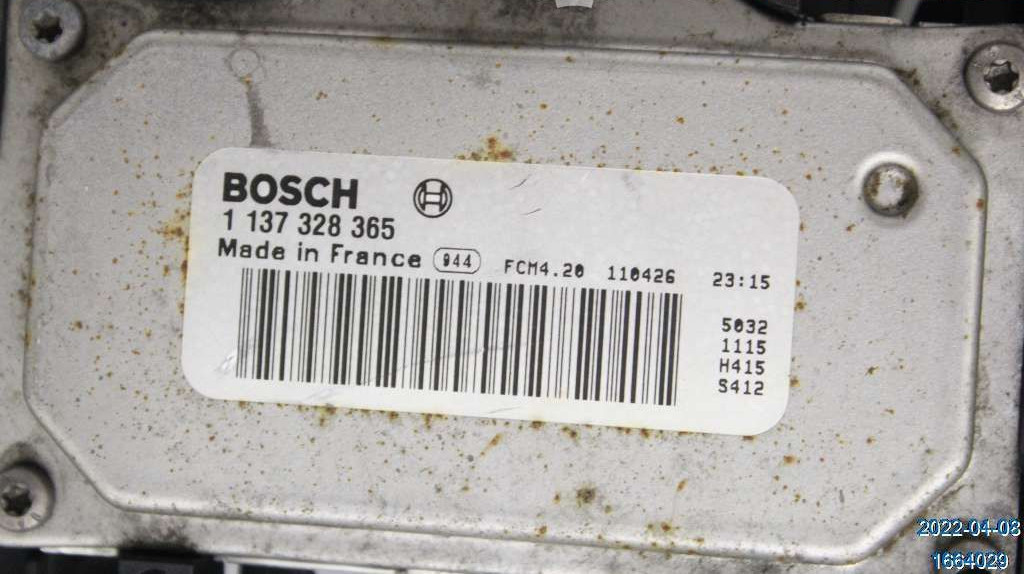 BOSCH
1 137 328 365
Made in France 944 FCM4.20 110426 23:15
5032
1115
H415
S412
2022-04-08
1664029